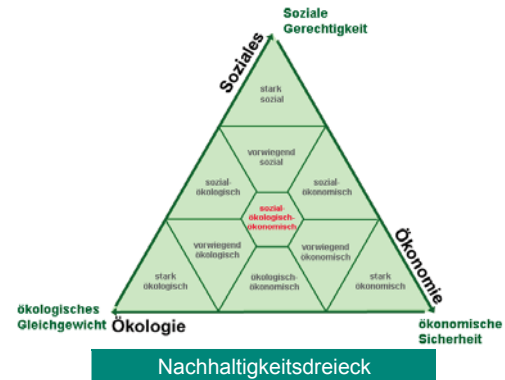 Soziale
Gerechtigkeit
Soziales
stark
sozial
vorwiegend
sozial
sozial-
ökologisch
sozial-
ökonomisch
sozial-
ökologisch-
ökonomisch
vorwiegend
ökologisch
vorwiegend
ökonomisch
stark
ökologisch
ökologisch-
ökonomisch
stark
ökonomisch
Ökonomie
ökologisches
Gleichgewicht
Ökologie
ökonomische
Sicherheit
Nachhaltigkeitsdreieck